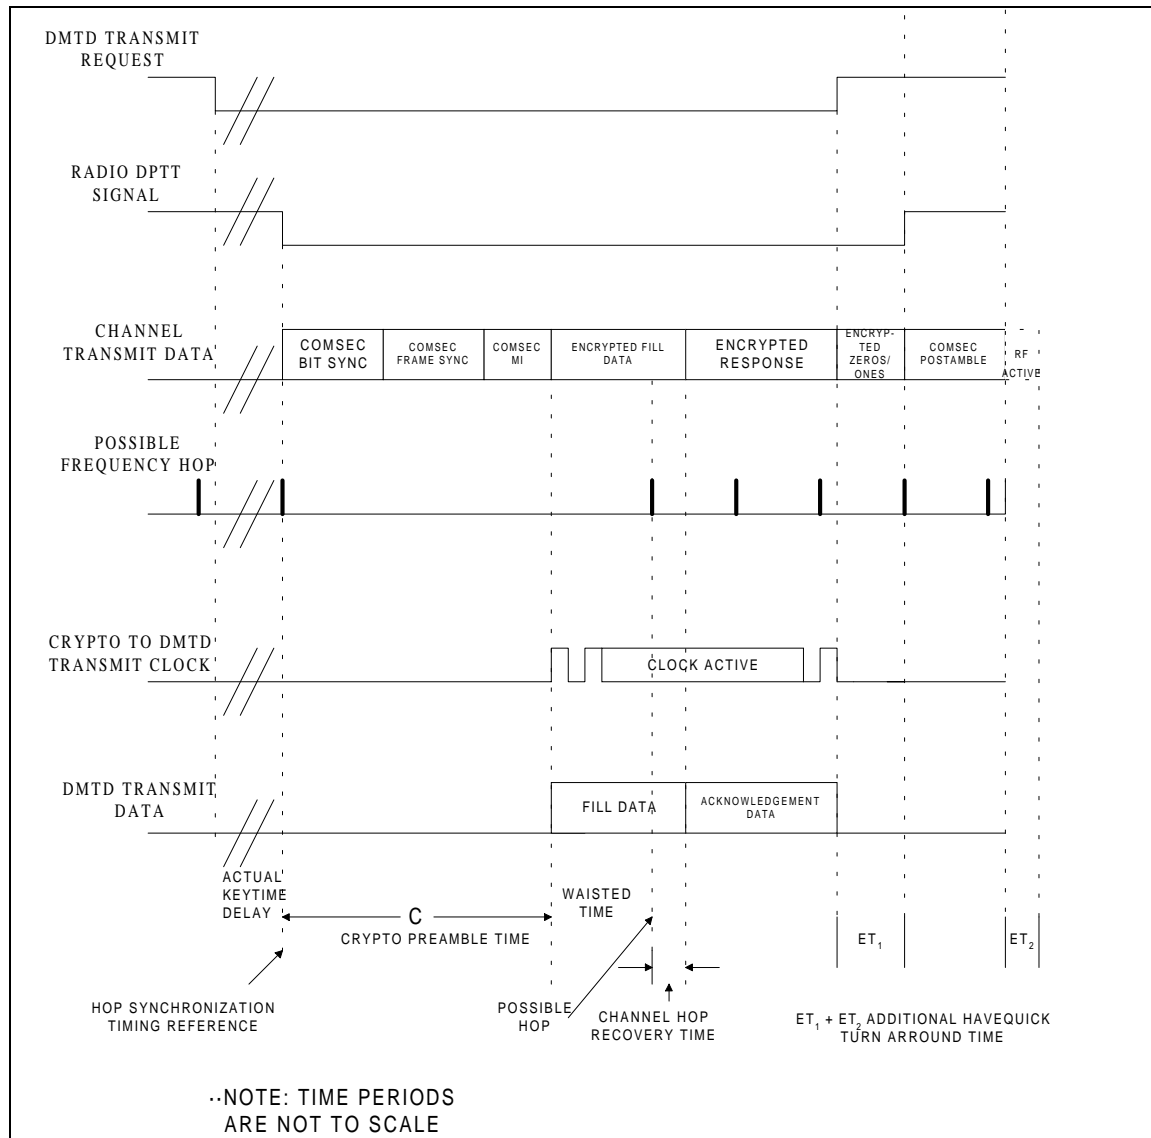 DMTD TRANSMIT
REQUEST
RADIO DPTT
SIGNAL
CHANNEL
TRANSMIT DATA
COMSEC
BIT SYNC
COMSEC
FRAME SYNC
COMSEC
MI
ENCRYPTED FILL
DATA
ENCRYPTED
RESPONSE
ENCRYP-
TED
ZEROS/
ONES
COMSEC
POSTAMBLE
RF
ACTIVE
POSSIBLE
FREQUENCY HOP
CRYPTO TO DMTD
TRANSMIT CLOCK
CLOCK ACTIVE
DMTD TRANSMIT
DATA
FILL DATA
ACKNOWLEDGEMENT
DATA
ACTUAL
KEYTIME
DELAY
C
CRYPTO PREAMBLE TIME
WAISTED
TIME
ET1
ET2
HOP SYNCHRONIZATION
TIMING REFERENCE
POSSIBLE
HOP
CHANNEL HOP
RECOVERY TIME
ET1 + ET2 ADDITIONAL HAVEQUICK
TURN ARROUND TIME
··NOTE: TIME PERIODS
ARE NOT TO SCALE